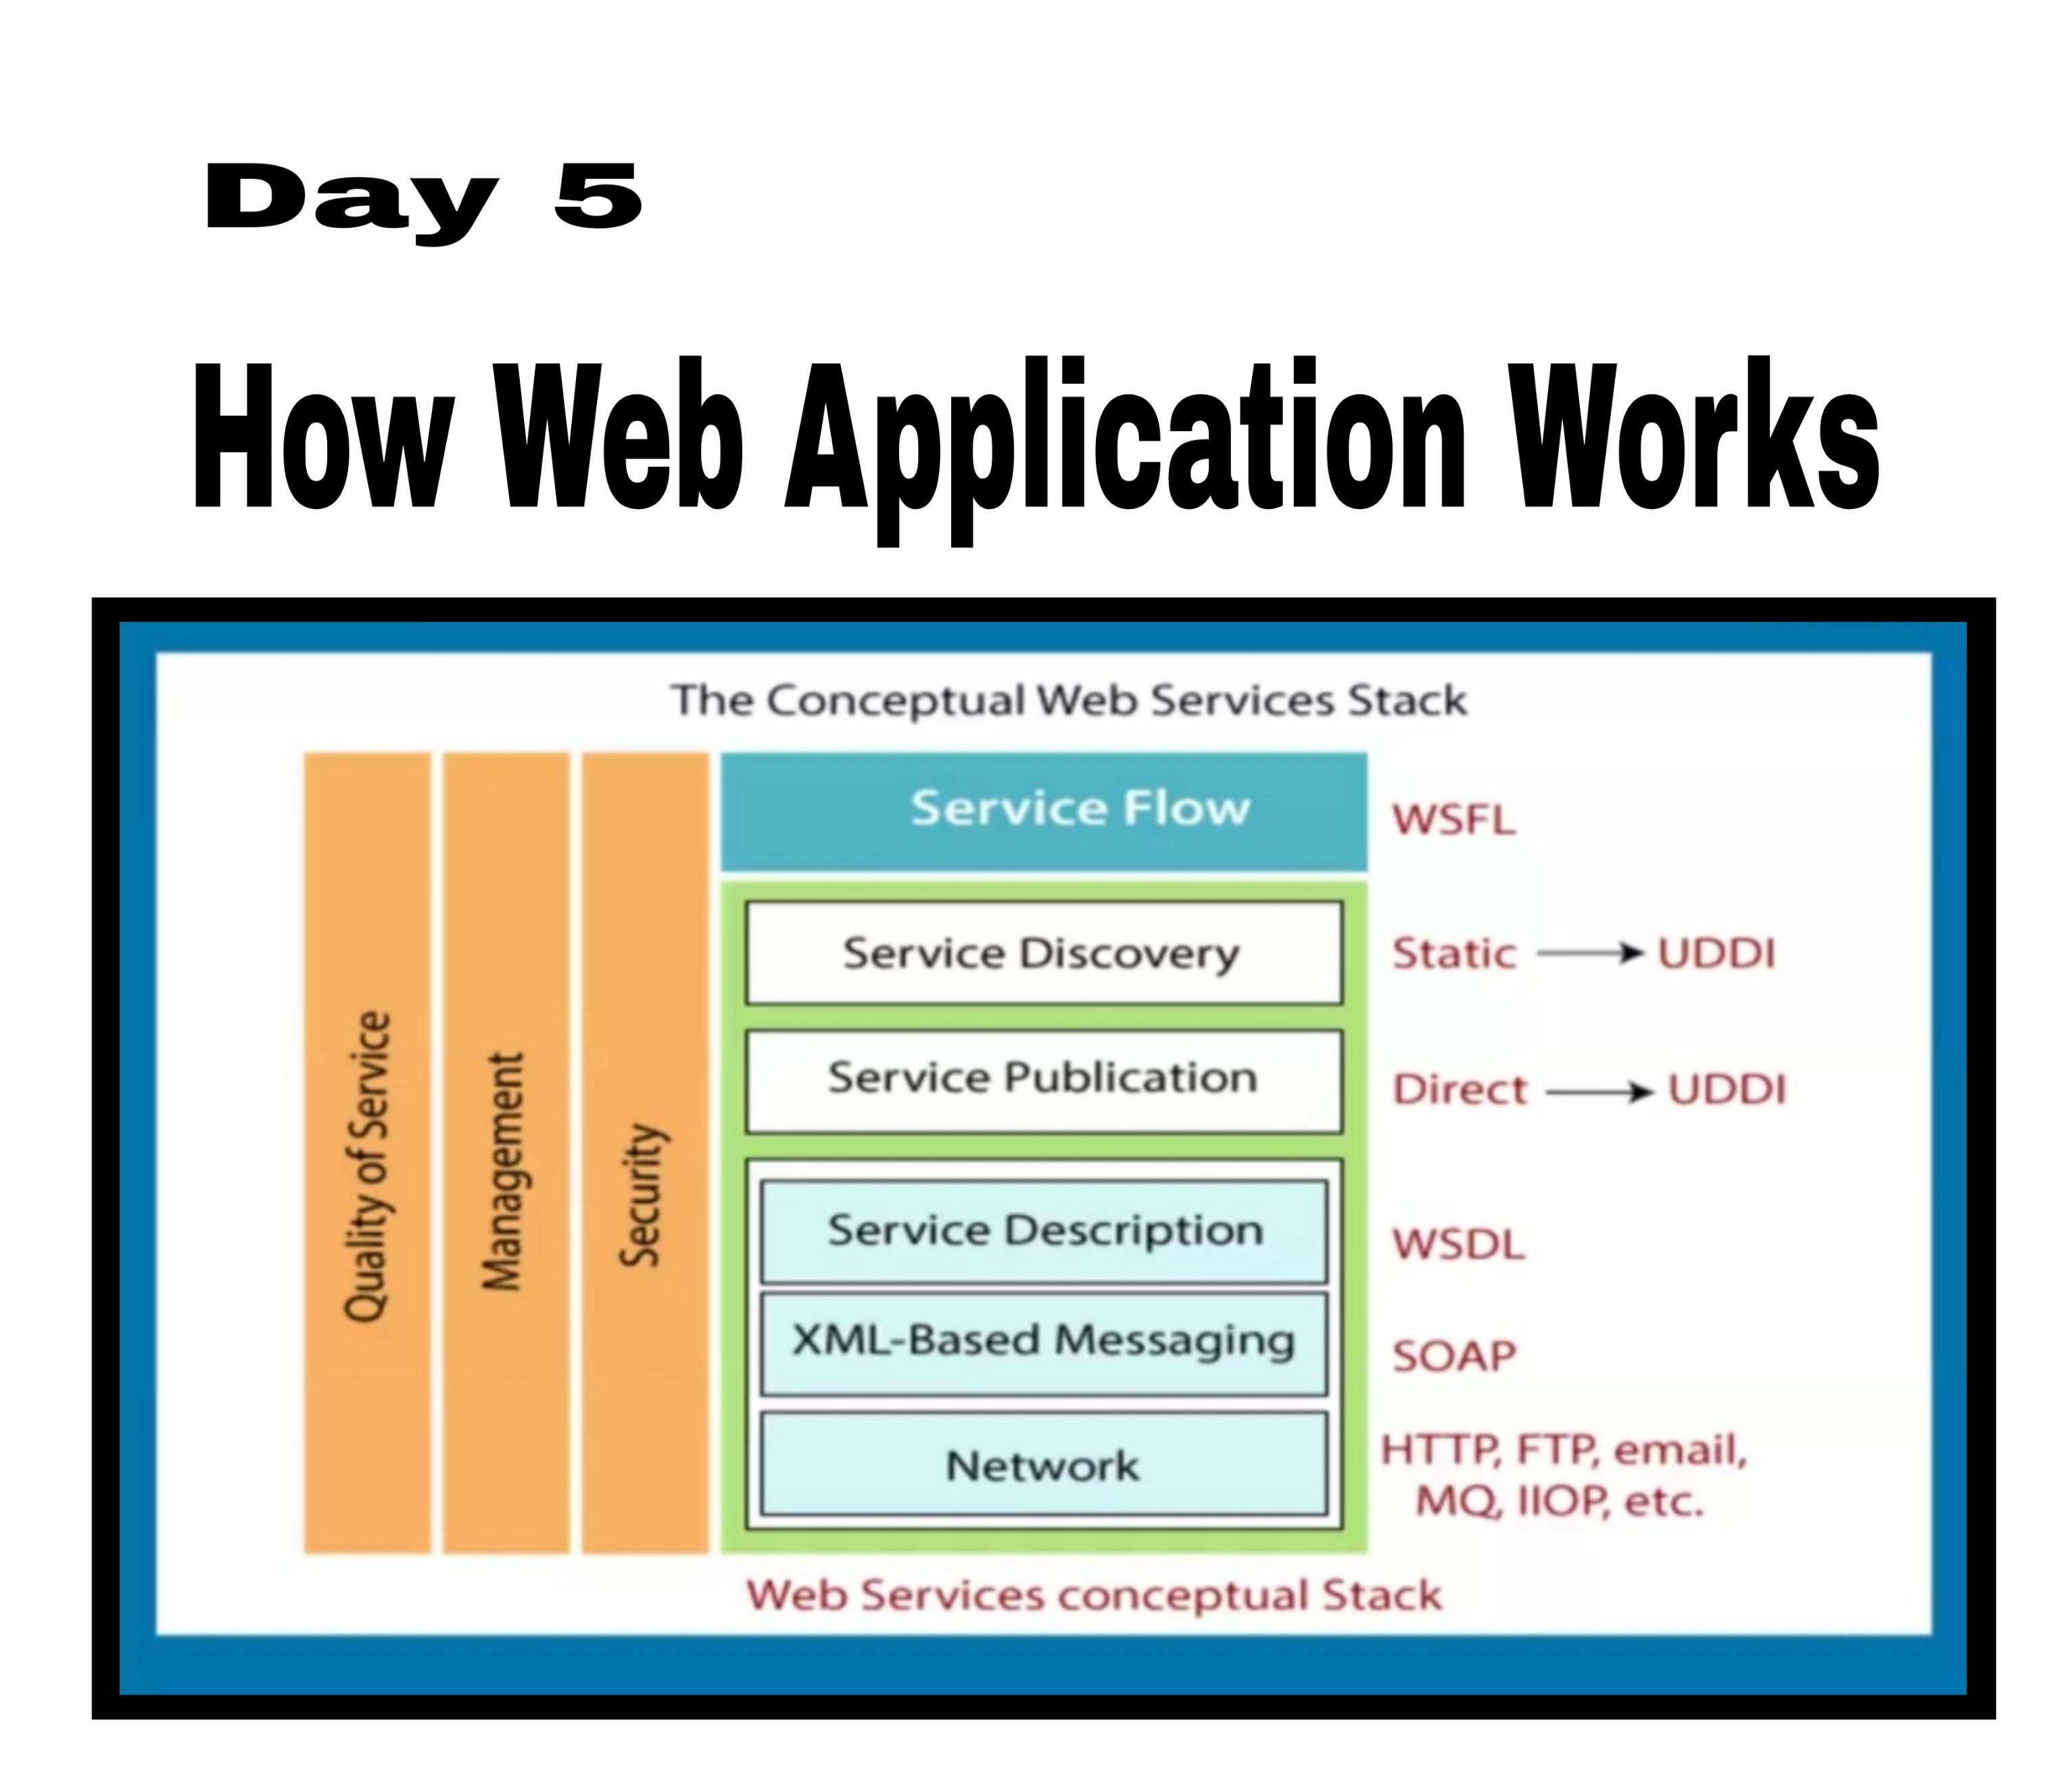 Day 5
How Web Application Works
The Conceptual Web Services Stack
Quality of Service
Management
Security
Service Flow
WSFL
Service Discovery
Static → UDDI
Service Publication
Direct → UDDI
Service Description
WSDL
XML-Based Messaging
SOAP
Network
HTTP, FTP, email,
MQ, IIOP, etc.
Web Services conceptual Stack